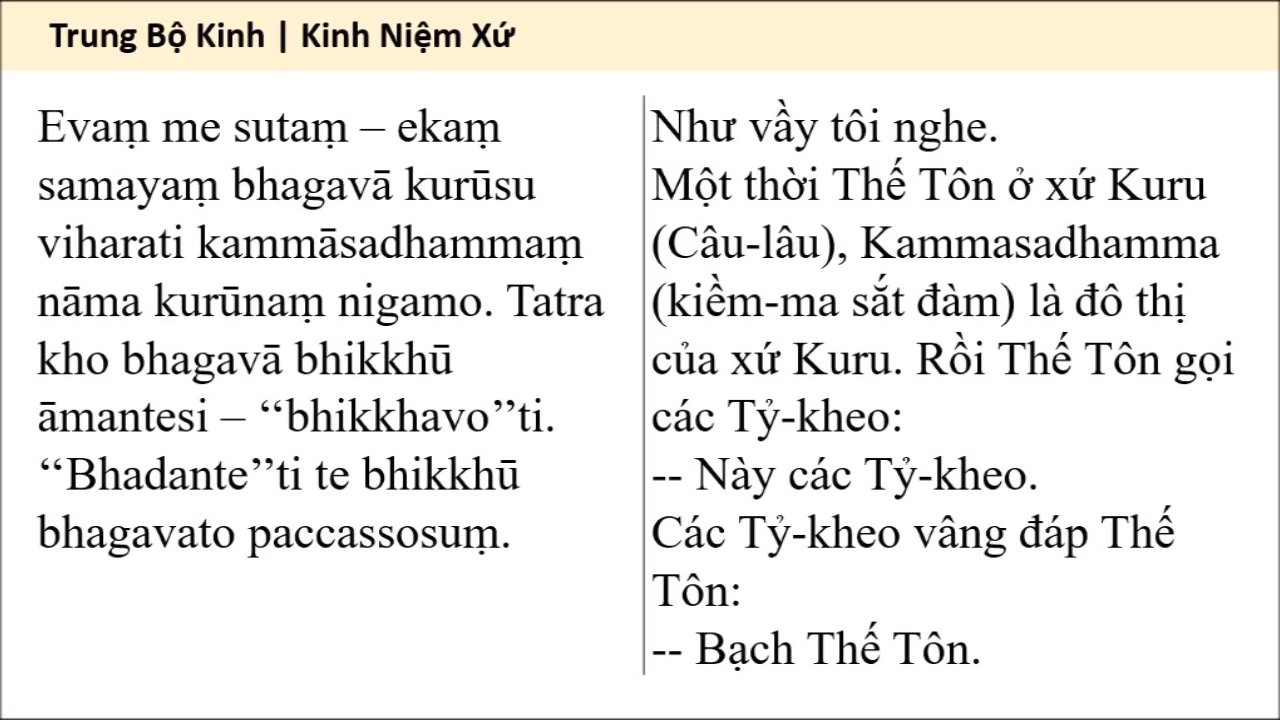 Trung Bộ Kinh | Kinh Niệm Xứ
Evaṃ me sutaṃ – ekaṃ
samayaṃ bhagavā kurūsu
viharati kammāsadhammaṃ
nāma kurūnaṃ nigamo. Tatra
kho bhagavā bhikkhū
āmantesi – ‘‘bhikkhavo’’ti.
‘‘Bhadante’’ti te bhikkhū
bhagavato paccassosuṃ.
Như vầy tôi nghe.
Một thời Thế Tôn ở xứ Kuru
(Câu-lâu), Kammasadhamma
(kiềm-ma sắt đàm) là đô thị
của xứ Kuru. Rồi Thế Tôn gọi
các Tỷ-kheo:
-- Này các Tỷ-kheo.
Các Tỷ-kheo vâng đáp Thế
Tôn:
-- Bạch Thế Tôn.